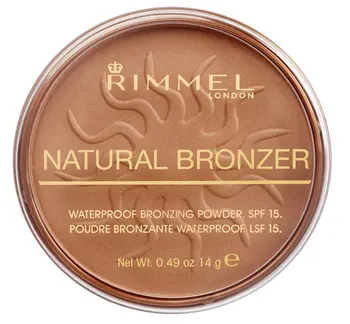 RIMMEL
LONDON
NATURAL BRONZER
WATERPROOF BRONZING POWDER, SPF 15.
POUDRE BRONZANTE WATERPROOF, LSF 15.
Net Wt. 0.49 oz 14 g e